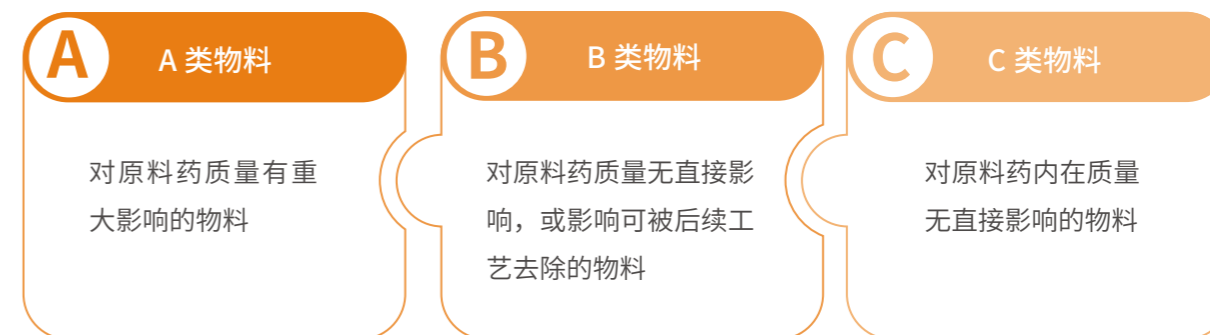 A
A 类物料
对原料药质量有重
大影响的物料
B
B 类物料
对原料药质量无直接影
响，或影响可被后续工
艺去除的物料
C
C 类物料
对原料药内在质量
无直接影响的物料